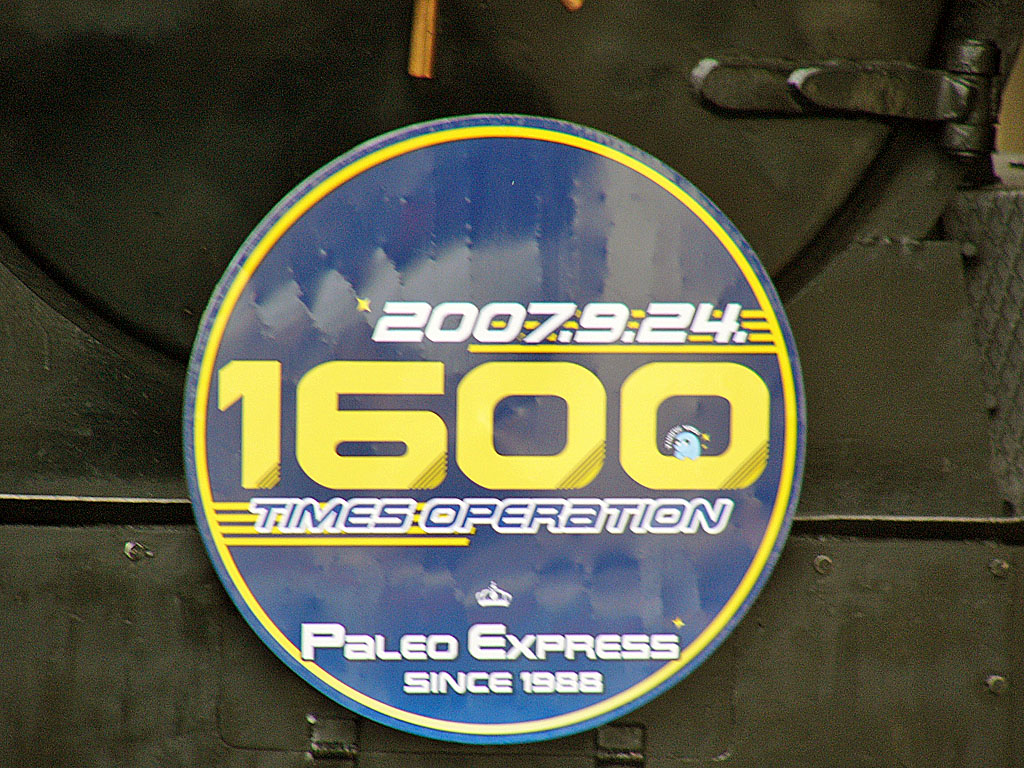 2007.9.24.
1600
TIMES OPERATION
PALEO EXPRESS
SINCE 1988